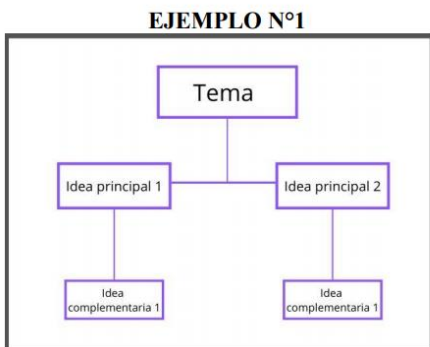 EJEMPLO N°1
Tema
Idea principal 1
Idea principal 2
Idea
complementaria 1
Idea
complementaria 1